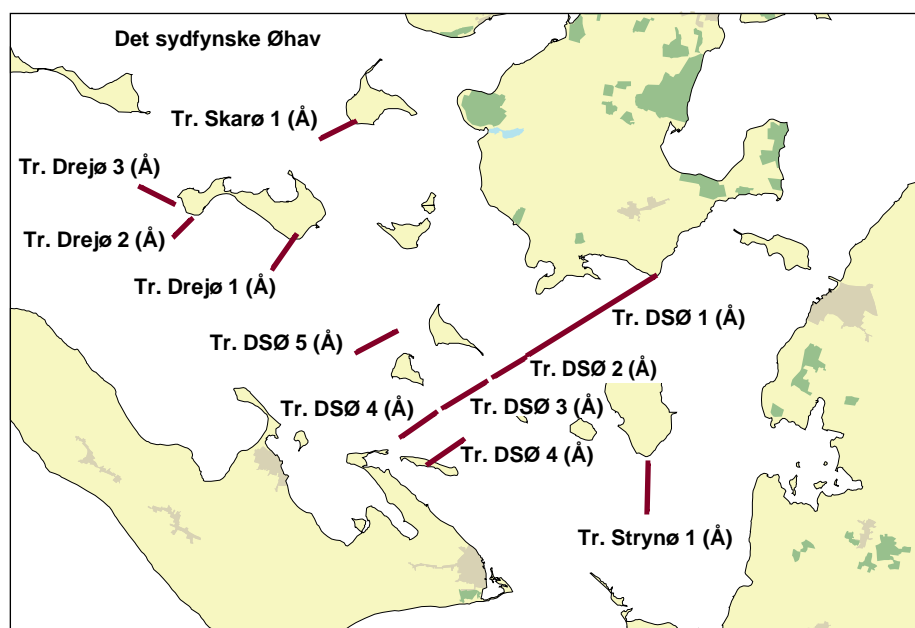 Det sydfynske Øhav
Tr. Skarø 1 (Å)
Tr. Drejø 3 (Å)
Tr. Drejø 2 (Å)
Tr. Drejø 1 (Å)
Tr. DSØ 1 (Å)
Tr. DSØ 5 (Å)
Tr. DSØ 2 (Å)
Tr. DSØ 4 (Å)
Tr. DSØ 3 (Å)
Tr. DSØ 4 (Å)
Tr. Strynø 1 (Å)